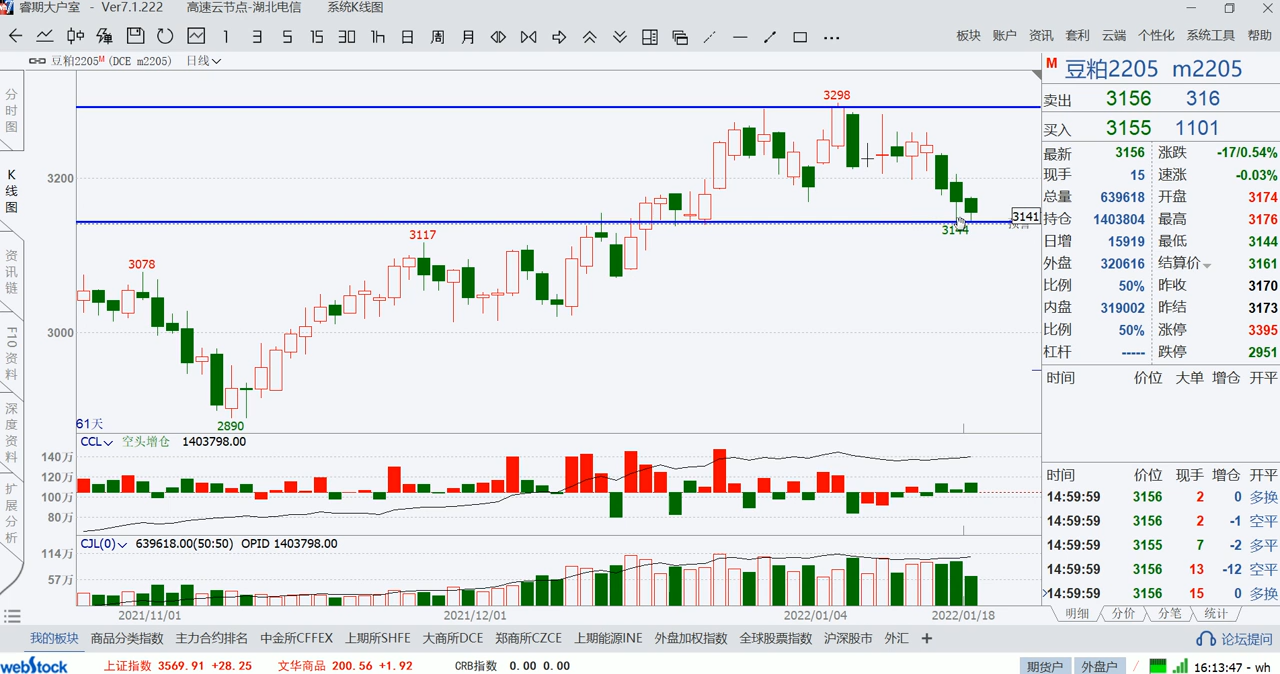 睿期大户室 - Ver7.1.222 高速云节点-湖北电信 系统K线图
1 3 5 15 30 1h 日 周 月
板块 账户 资讯 套利 云端 个性化 系统工具 帮助
豆粕2205M (DCE m2205) 日线
分时图
K线图
资讯链
F10资料
深度资料
扩展分析
3298
3200
3141
3144
3117
3078
3000
2890
61天
CCL 空头增仓 1403798.00
140万
120万
100万
80万
CJL(0) 639618.00(50:50) OPID 1403798.00
114万
57万
2021/11/01 2021/12/01 2022/01/04 2022/01/18
M 豆粕2205 m2205
卖出 3156 316
买入 3155 1101
最新 3156 涨跌 -17/0.54%
现手 15 速涨 -0.03%
总量 639618 开盘 3174
持仓 1403804 最高 3176
日增 15919 最低 3144
外盘 320616 结算价 3161
比例 50% 昨收 3170
内盘 319002 昨结 3173
比例 50% 涨停 3395
杠杆 ----- 跌停 2951
时间 价位 大单 增仓 开平
时间 价位 现手 增仓 开平
14:59:59 3156 2 0 多换
14:59:59 3156 2 -1 空平
14:59:59 3155 7 -2 多平
14:59:59 3156 13 -12 空平
14:59:59 3156 15 0 多换
明细 分价 分笔 统计
我的板块 商品分类指数 主力合约排名 中金所CFFEX 上期所SHFE 大商所DCE 郑商所CZCE 上期能源INE 外盘加权指数 全球股票指数 沪深股市 外汇 + 论坛提问
webStock 上证指数 3569.91 +28.25 文华商品 200.56 +1.92 CRB指数 0.00 0.00 期货户 外盘户 16:13:47 - wh